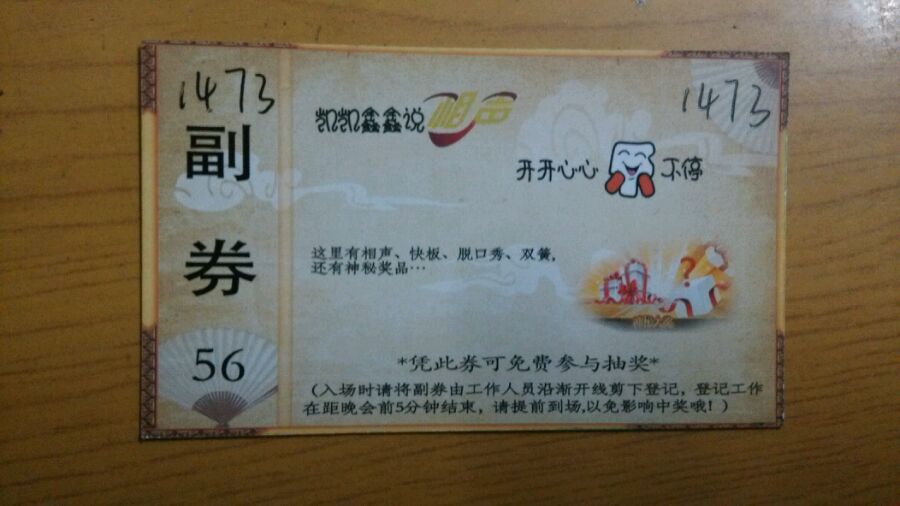 1473
副
券
56
1473
凯凯鑫鑫说相声
开开心心乐不停
这里有相声、快板、脱口秀、双簧,
还有神秘奖品…
*凭此券可免费参与抽奖*
(入场时请将副券由工作人员沿渐开线剪下登记,登记工作
在距晚会前5分钟结束,请提前到场,以免影响中奖哦!)